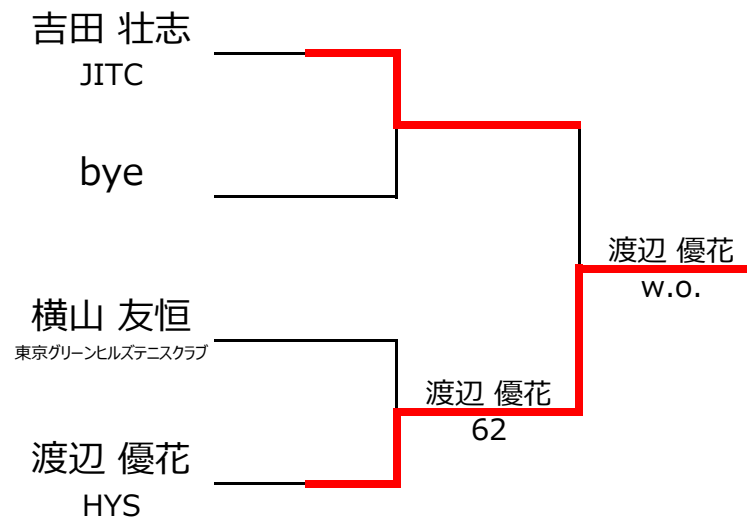 吉田 壮志
JITC
bye
渡辺 優花
w.o.
横山 友恒
東京グリーンヒルズテニスクラブ
渡辺 優花
62
渡辺 優花
HYS